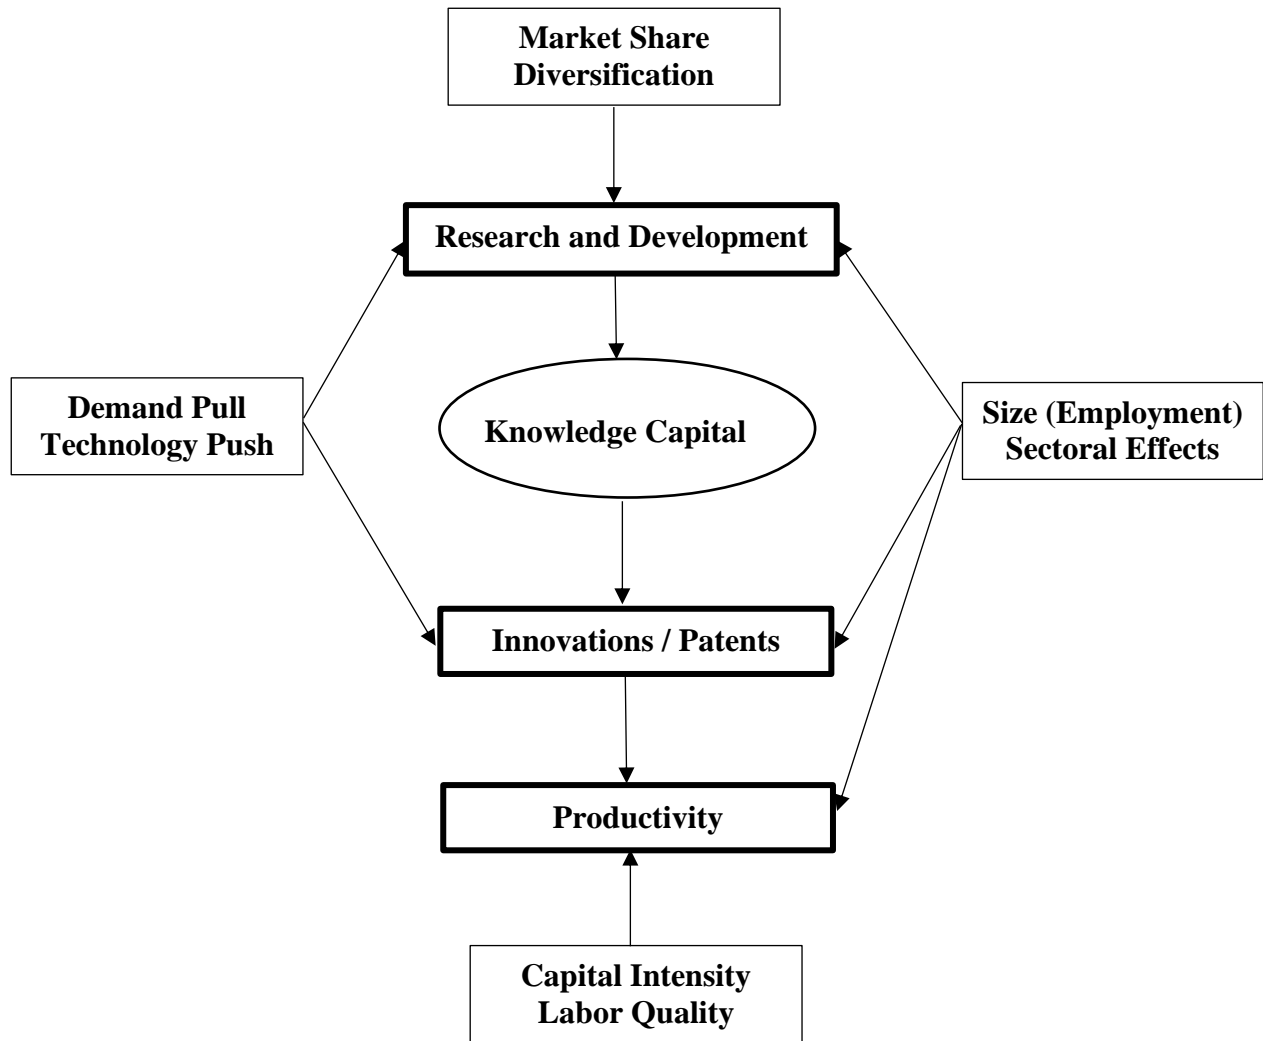 Market Share
Diversification
Research and Development
Knowledge Capital
Demand Pull
Technology Push
Size (Employment)
Sectoral Effects
Innovations / Patents
Productivity
Capital Intensity
Labor Quality